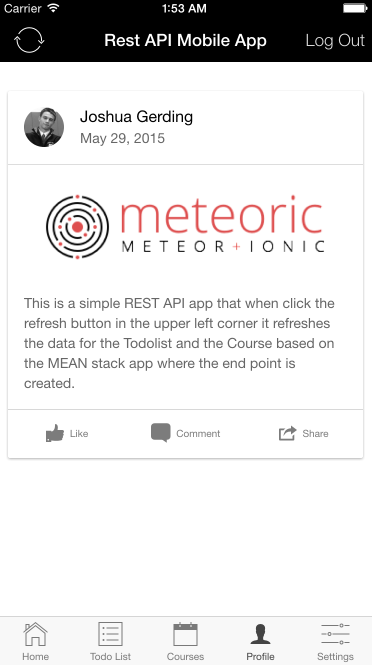 Carrier 1:53 AM
Rest API Mobile App Log Out
Joshua Gerding
May 29, 2015
meteoric
METEOR+IONIC
This is a simple REST API app that when click the
refresh button in the upper left corner it refreshes
the data for the Todolist and the Course based on
the MEAN stack app where the end point is
created.
Like Comment Share
Home Todo List Courses Profile Settings